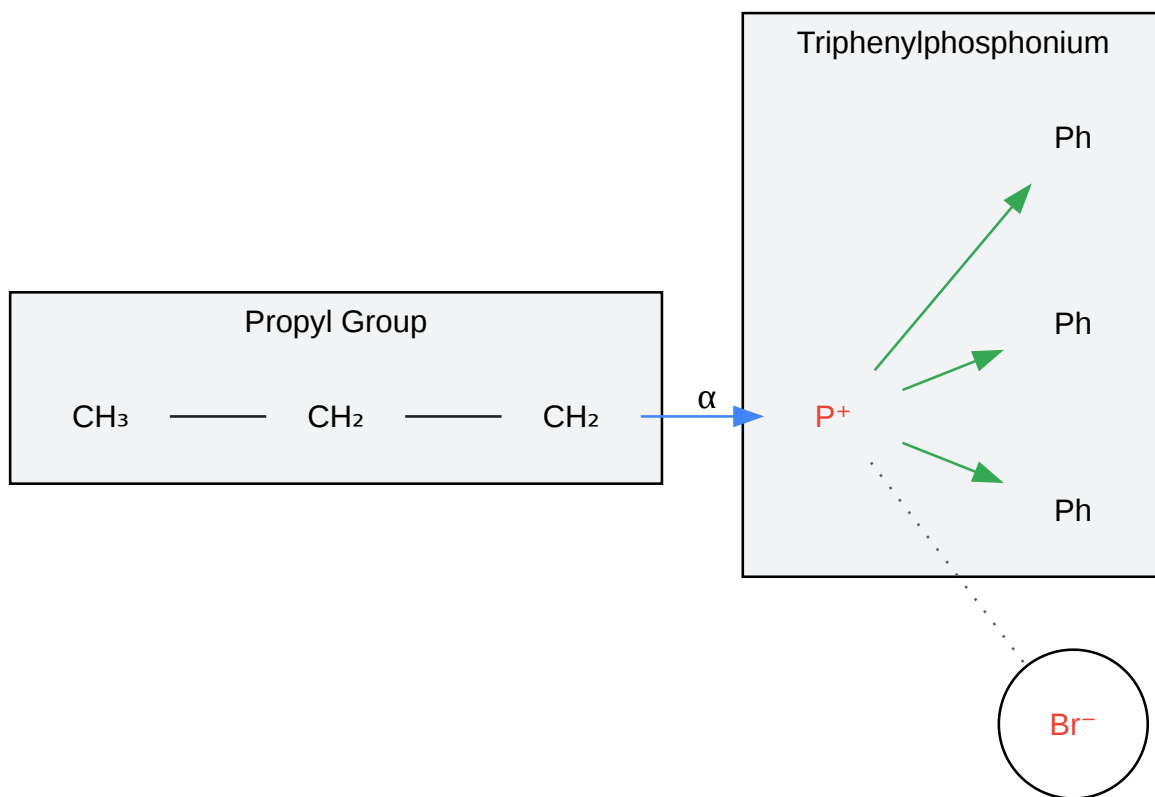 Triphenylphosphonium
Ph
Ph
Propyl Group
CH₃ CH₂ CH₂ α P⁺
Ph
Br⁻